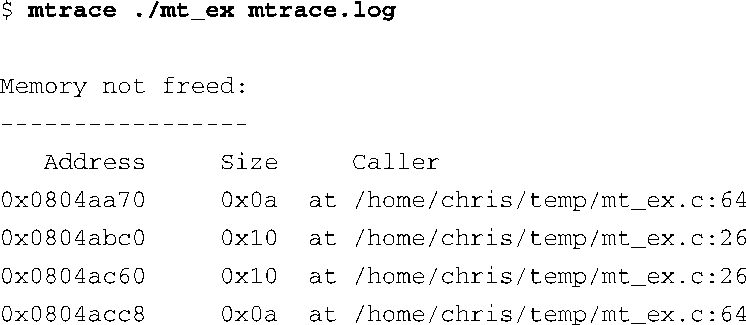 $ mtrace ./mt_ex mtrace.log
Memory not freed:
-----------------
Address Size Caller
0x0804aa70 0x0a at /home/chris/temp/mt_ex.c:64
0x0804abc0 0x10 at /home/chris/temp/mt_ex.c:26
0x0804ac60 0x10 at /home/chris/temp/mt_ex.c:26
0x0804acc8 0x0a at /home/chris/temp/mt_ex.c:64